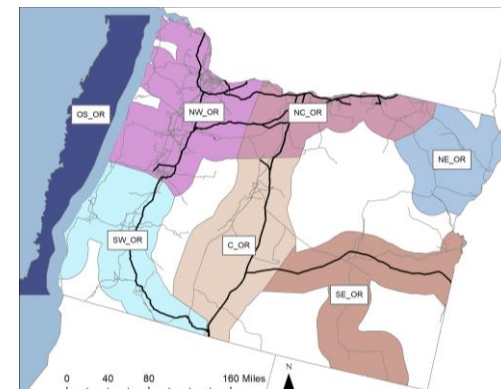 OS_OR
NW_OR
NC_OR
NE_OR
SW_OR
C_OR
SE_OR
0 40 80 160 Miles
N